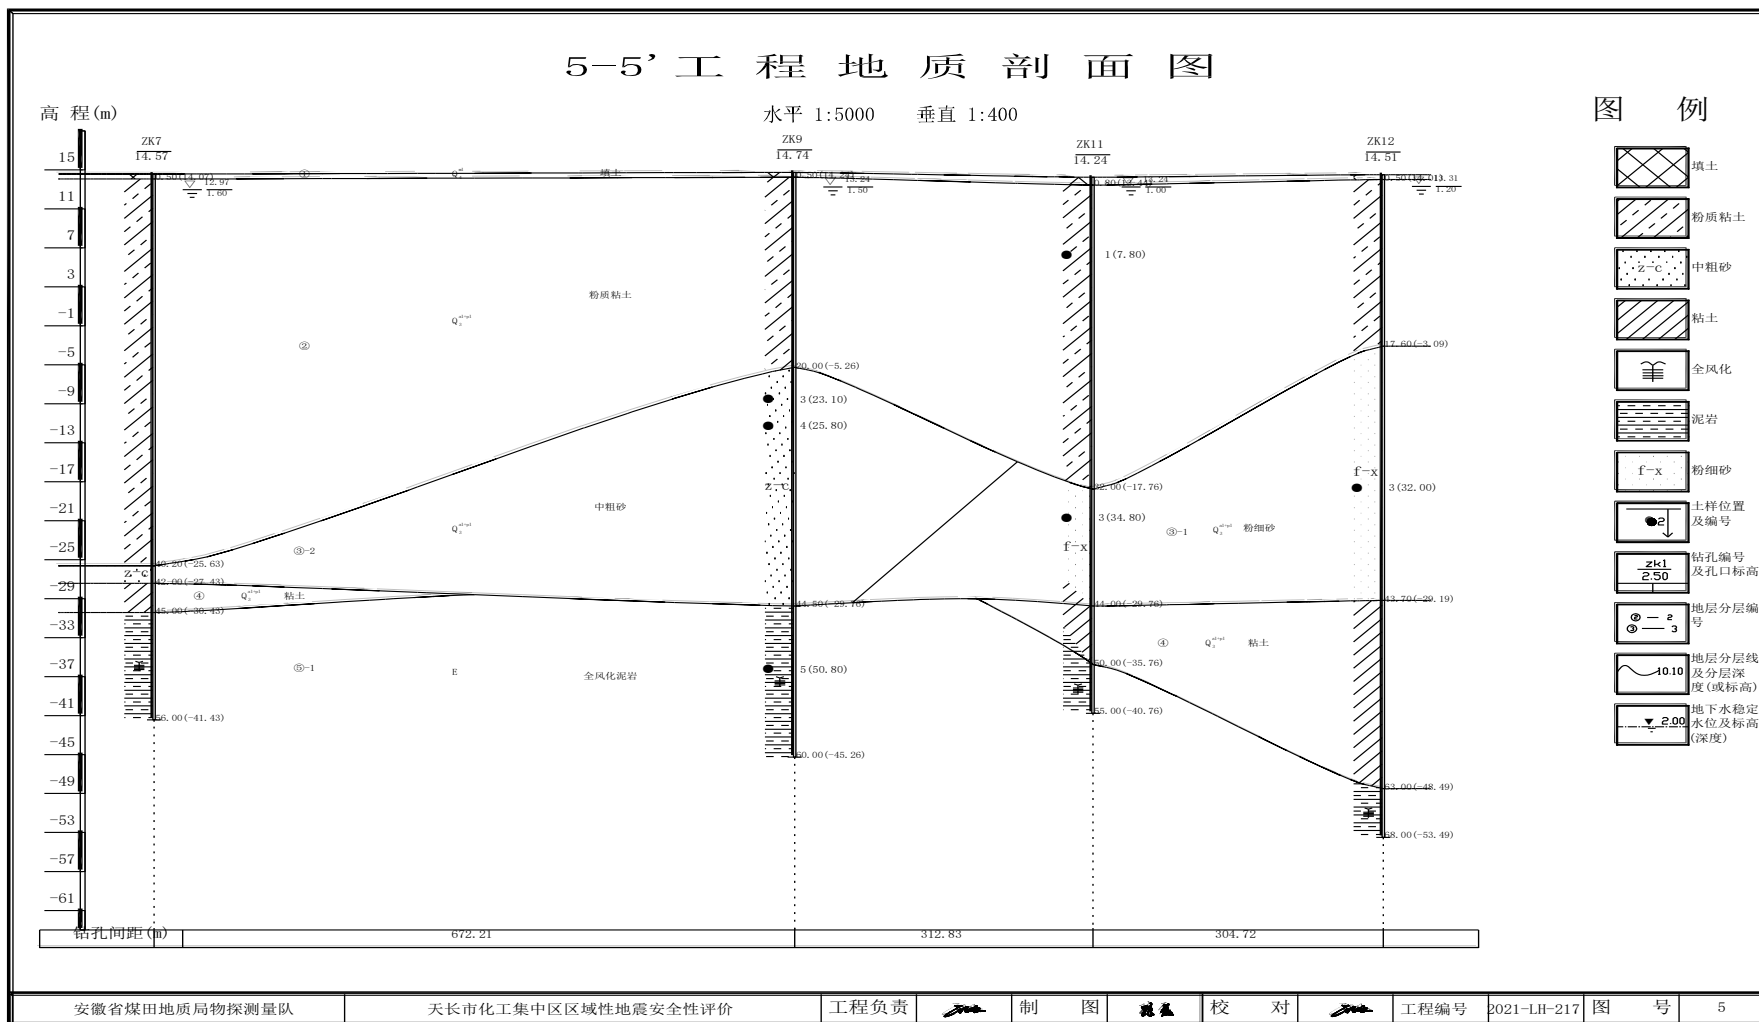 5-5’工程地质剖面图
水平 1:5000 垂直 1:400
高 程(m)
图 例
ZK7
14.57
ZK9
14.74
ZK11
14.24
ZK12
14.51
15
11
7
3
-1
-5
-9
-13
-17
-21
-25
-29
-33
-37
-41
-45
-49
-53
-57
-61
0.50(14.07)
12.97
1.60
①
填土
13.24
1.50
13.24
1.00
13.31
1.20
1(7.80)
粉质粘土
②
20.00(-5.26)
17.60(-3.09)
3(23.10)
4(25.80)
z-c
中粗砂
③-2
32.00(-17.76)
3(34.80)
f-x
③-1
粉细砂
f-x
3(32.00)
40.20(-25.63)
z-c
42.00(-27.43)
④
粘土
45.00(-30.43)
44.50(-29.76)
44.00(-29.76)
43.70(-29.19)
④
粘土
50.00(-35.76)
⑤-1
E
全风化泥岩
5(50.80)
56.00(-41.43)
55.00(-40.76)
60.00(-45.26)
63.00(-48.49)
68.00(-53.49)
钻孔间距(m)
672.21
312.83
304.72
填土
粉质粘土
z-c
中粗砂
粘土
全风化
泥岩
f-x
粉细砂
2
土样位置
及编号
zk1
2.50
钻孔编号
及孔口标高
② — 2
③ — 3
地层分层编
号
10.10
地层分层线
及分层深
度(或标高)
2.00
地下水稳定
水位及标高
(深度)
安徽省煤田地质局物探测量队
天长市化工集中区区域性地震安全性评价
工程负责
制 图
校 对
工程编号
2021-LH-217
图 号
5